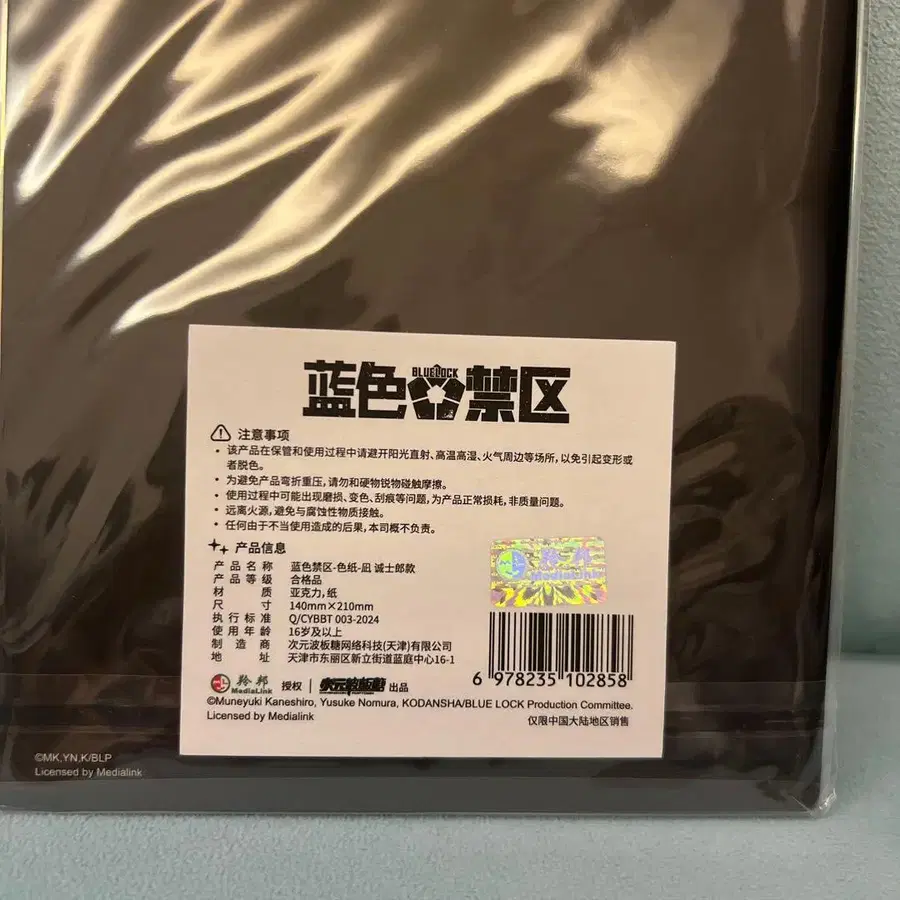 蓝色禁区
BLUELOCK
注意事项
• 该产品在保管和使用过程中请避开阳光直射、高温高湿、火气周边等场所,以免引起变形或
者脱色。
• 为避免产品弯折重压,请勿和硬物锐物碰触摩擦。
• 使用过程中可能出现磨损、变色、刮痕等问题,为产品正常损耗,非质量问题。
• 远离火源,避免与腐蚀性物质接触。
• 任何由于不当使用造成的后果,本司概不负责。
产品信息
产品名称 蓝色禁区-色纸-凪 诚士郎款
产品等级 合格品
材质 亚克力,纸
尺寸 140mm×210mm
执行标准 Q/CYBBT 003-2024
使用年龄 16岁及以上
制造商 次元波板糖网络科技(天津)有限公司
地址 天津市东丽区新立街道蓝庭中心16-1
羚邦
MediaLink
6 978235 102858
羚邦 MediaLink 授权 | 次元波板糖 出品
©Muneyuki Kaneshiro, Yusuke Nomura, KODANSHA/BLUE LOCK Production Committee.
Licensed by Medialink
仅限中国大陆地区销售
©MK,YN,K/BLP
Licensed by Medialink